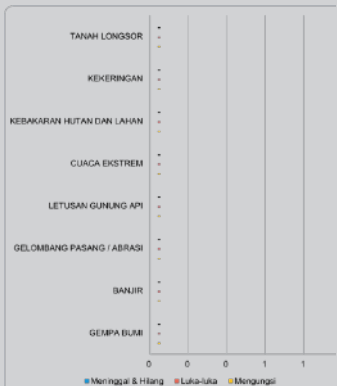 TANAH LONGSOR
-
-
-
KEKERINGAN
-
-
-
KEBAKARAN HUTAN DAN LAHAN
-
-
-
CUACA EKSTREM
-
-
-
LETUSAN GUNUNG API
-
-
-
GELOMBANG PASANG / ABRASI
-
-
-
BANJIR
-
-
-
GEMPA BUMI
-
-
-
0 0 0 1 1
Meninggal & Hilang Luka-luka Mengungsi